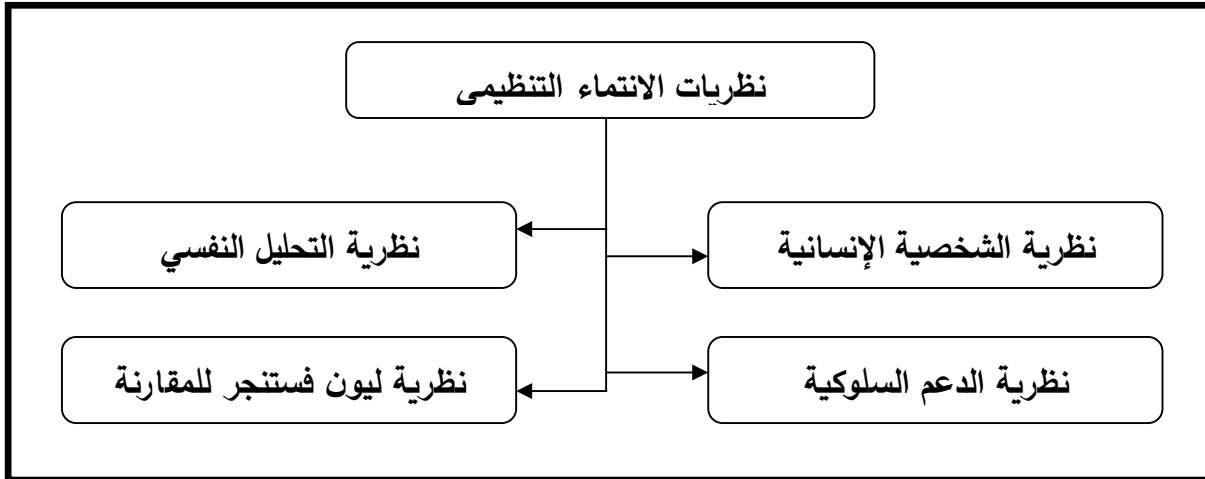 نظريات الانتماء التنظيمى
نظرية الشخصية الإنسانية
نظرية التحليل النفسي
نظرية الدعم السلوكية
نظرية ليون فستنجر للمقارنة